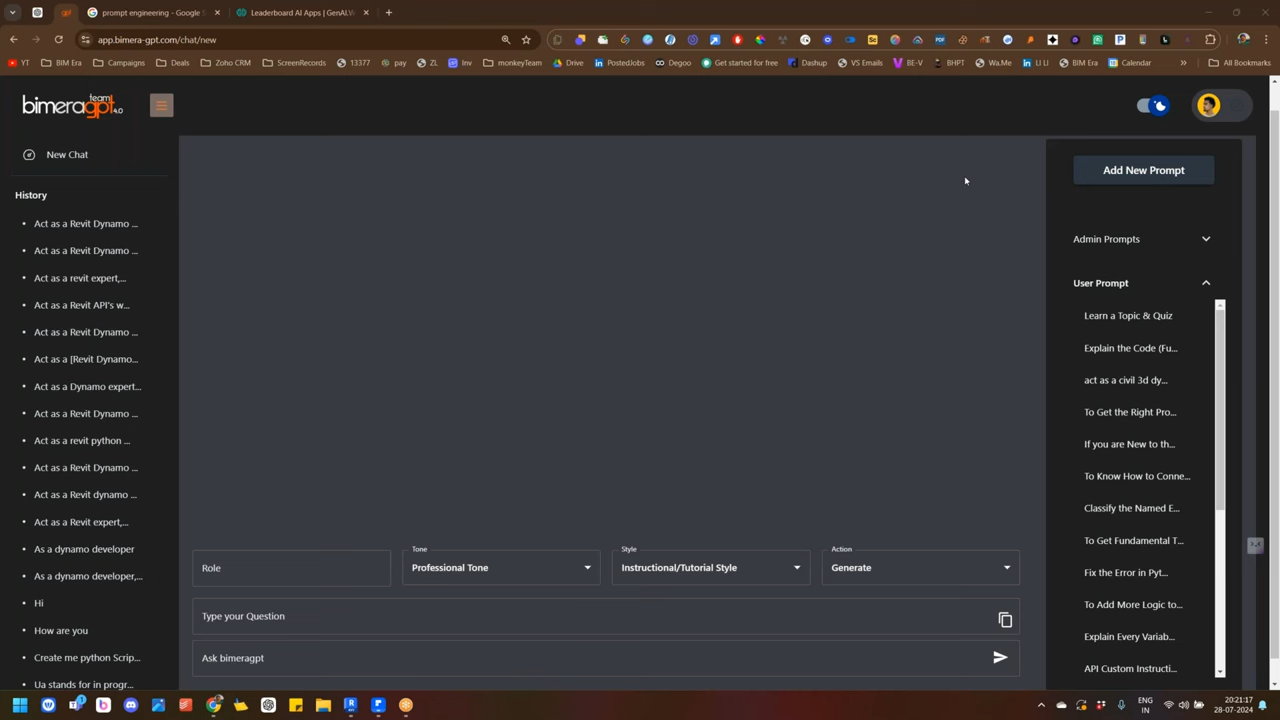 gpt
prompt engineering - Google S
Leaderboard AI Apps | GenAI.W
app.bimera-gpt.com/chat/new
YT
BIM Era
Campaigns
Deals
Zoho CRM
ScreenRecords
13377
pay
ZL
Inv
monkeyTeam
Drive
PostedJobs
Degoo
Get started for free
Dashup
VS Emails
BE-V
BHPT
Wa.Me
LI LI
BIM Era
Calendar
All Bookmarks
bimeragpt team 4.0
New Chat
History
Act as a Revit Dynamo ...
Act as a Revit Dynamo ...
Act as a revit expert,...
Act as a Revit API's w...
Act as a Revit Dynamo ...
Act as a [Revit Dynamo...
Act as a Dynamo expert...
Act as a Revit Dynamo ...
Act as a revit python ...
Act as a Revit Dynamo ...
Act as a Revit dynamo ...
Act as a Revit expert,...
As a dynamo developer
As a dynamo developer,...
Hi
How are you
Create me python Scrip...
Ua stands for in progr...
Add New Prompt
Admin Prompts
User Prompt
Learn a Topic & Quiz
Explain the Code (Fu...
act as a civil 3d dy...
To Get the Right Pro...
If you are New to th...
To Know How to Conne...
Classify the Named E...
To Get Fundamental T...
Fix the Error in Pyt...
To Add More Logic to...
Explain Every Variab...
API Custom Instructi...
Role
Tone
Professional Tone
Style
Instructional/Tutorial Style
Action
Generate
Type your Question
Ask bimeragpt
ENG
IN
20:21:17
28-07-2024